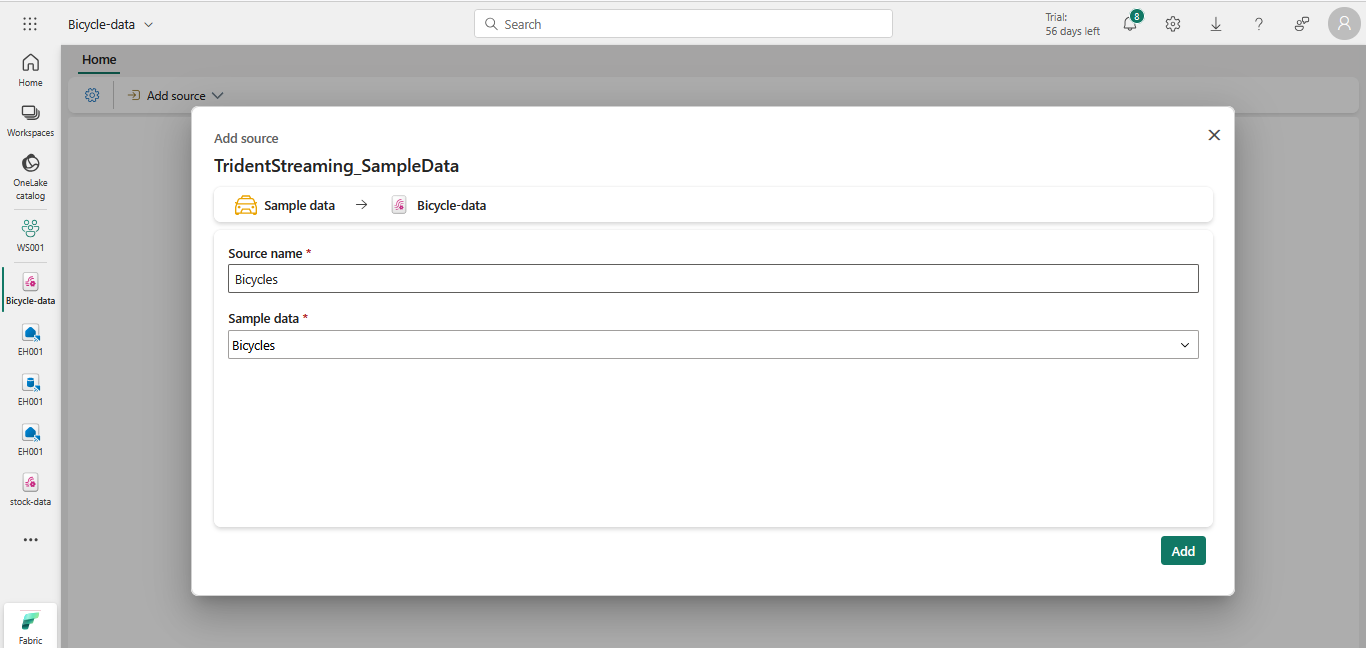 Bicycle-data
Search
Trial:
56 days left
8
Home
Workspaces
OneLake
catalog
WS001
Bicycle-data
EH001
EH001
EH001
stock-data
Fabric
Home
Add source
Add source
TridentStreaming_SampleData
Sample data → Bicycle-data
Source name *
Bicycles
Sample data *
Bicycles
Add